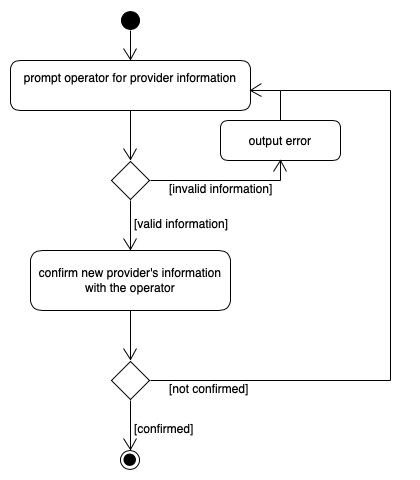 prompt operator for provider information
output error
[invalid information]
[valid information]
confirm new provider's information
with the operator
[not confirmed]
[confirmed]